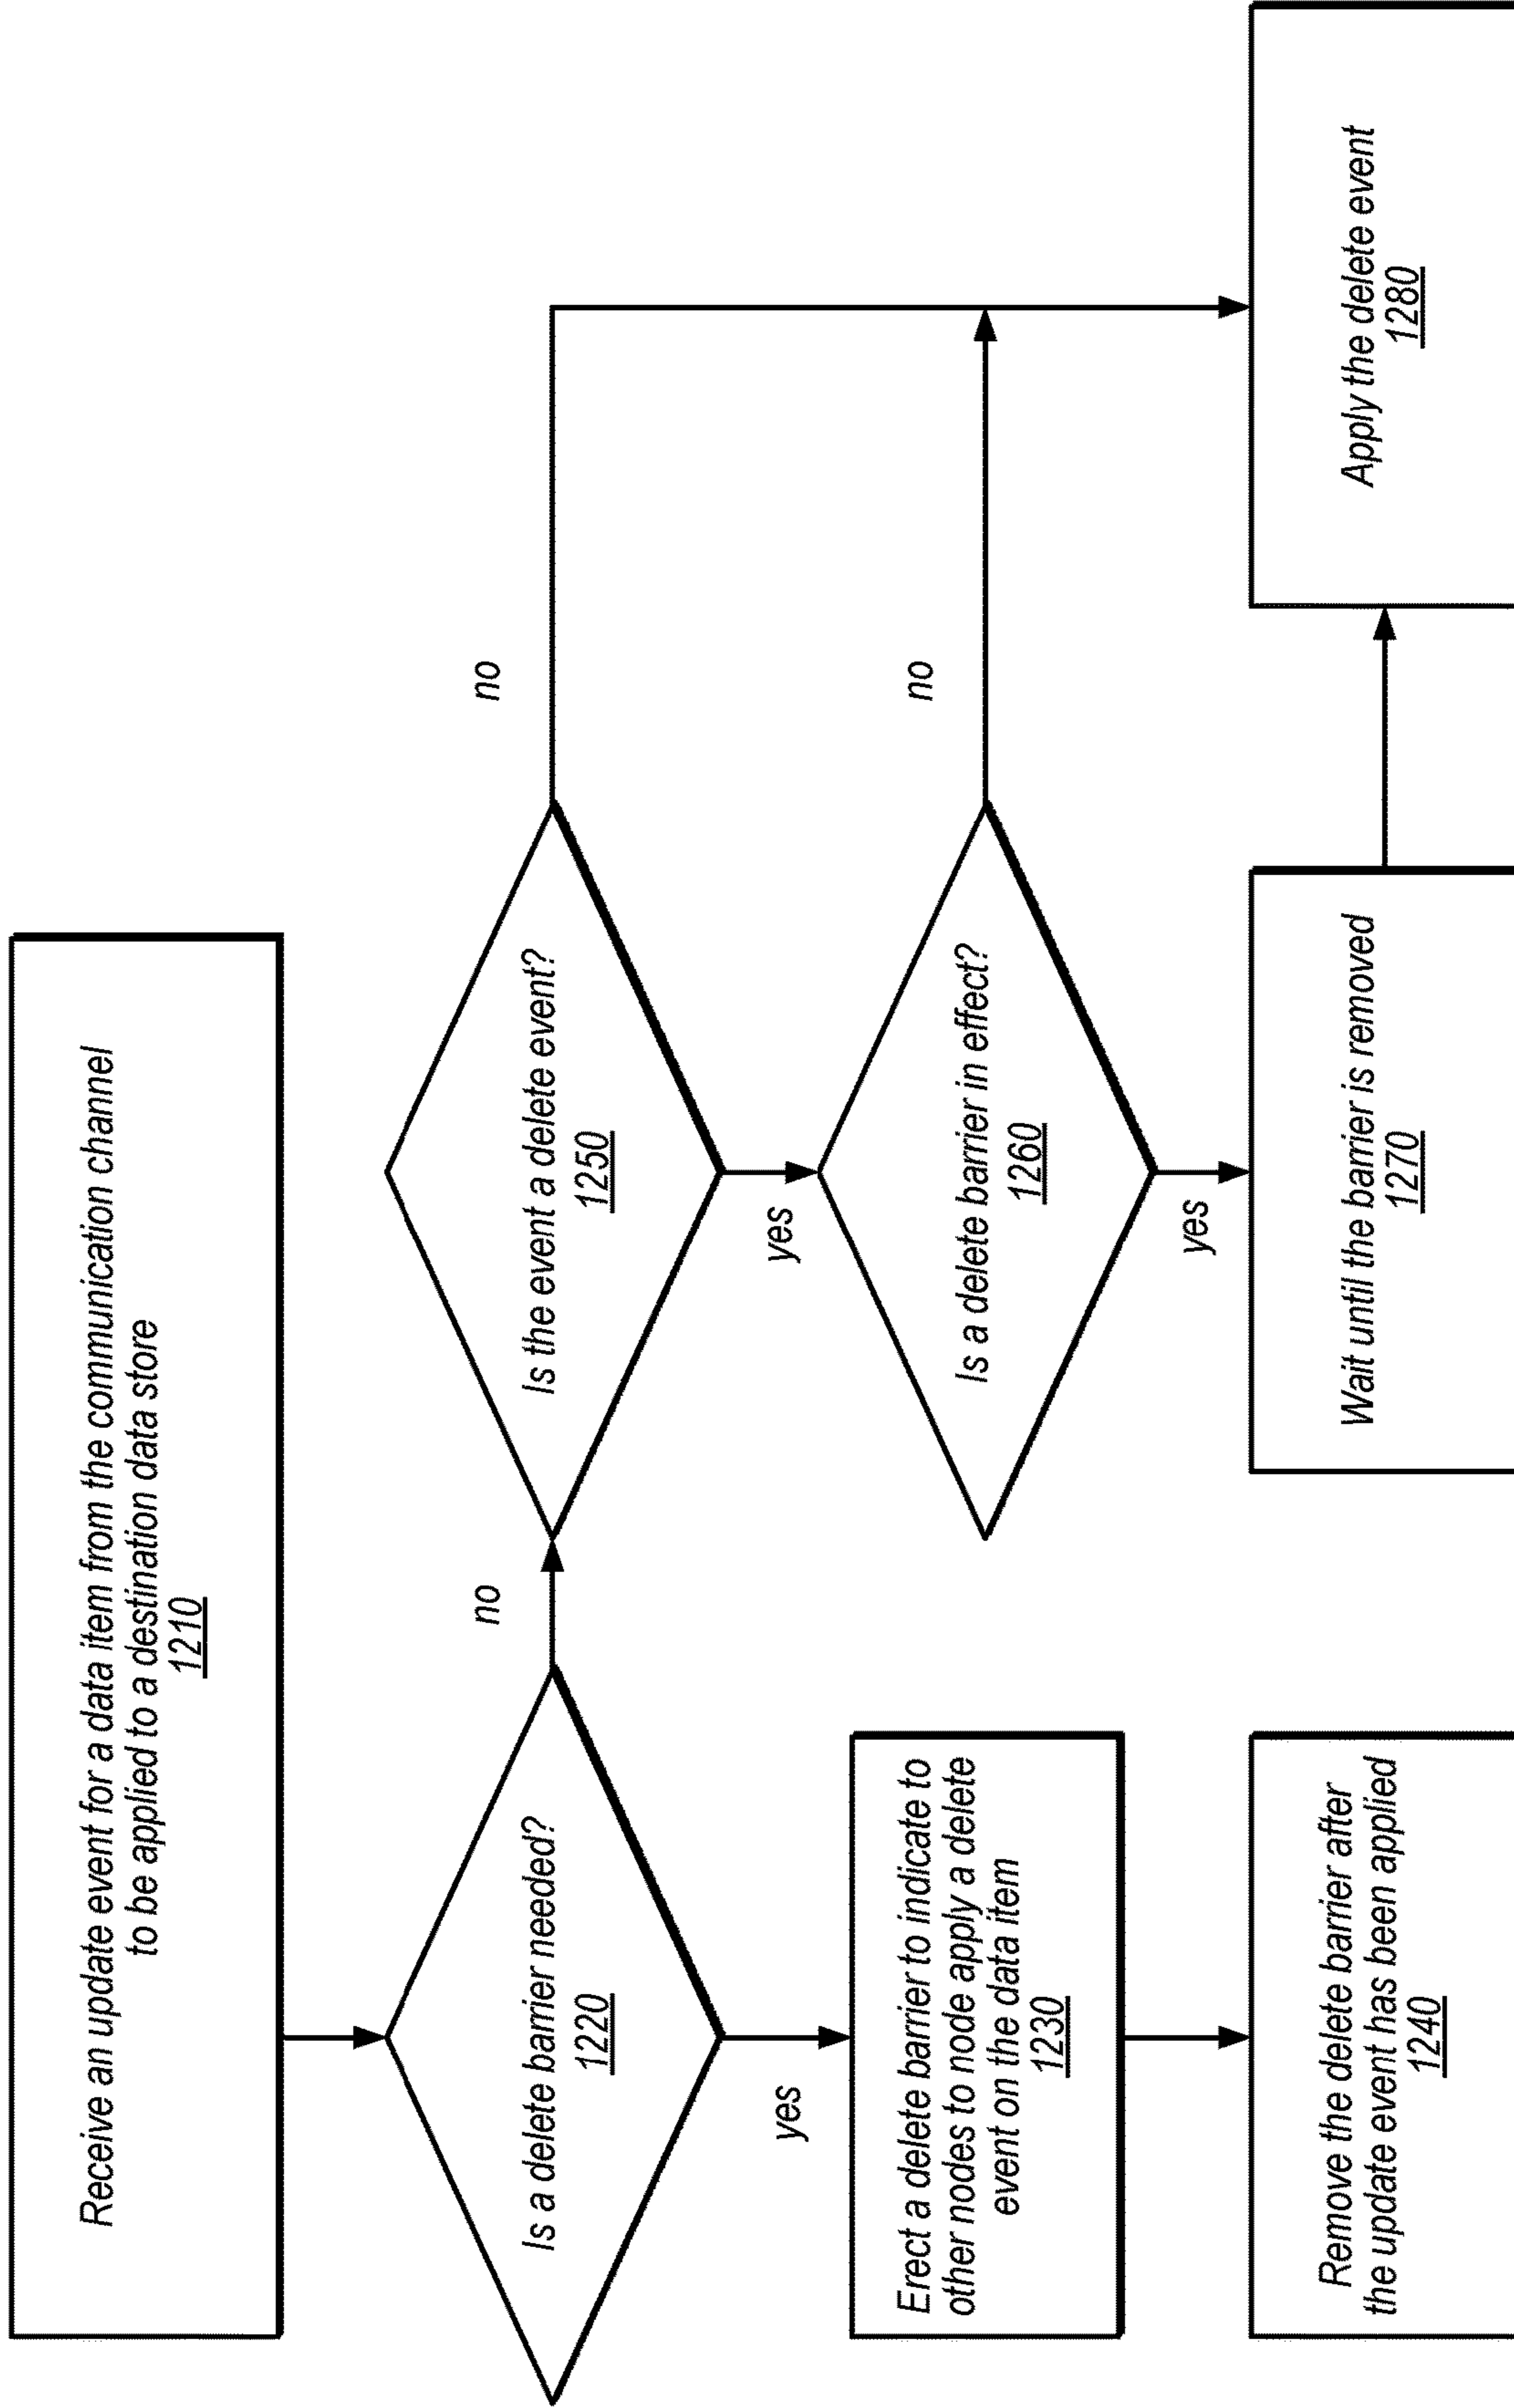 Receive an update event for a data item from the communication channel
to be applied to a destination data store
1210
Is a delete barrier needed?
1220
no
yes
Is the event a delete event?
1250
no
yes
Erect a delete barrier to indicate to
other nodes to node apply a delete
event on the data item
1230
Is a delete barrier in effect?
1260
no
yes
Remove the delete barrier after
the update event has been applied
1240
Wait until the barrier is removed
1270
Apply the delete event
1280